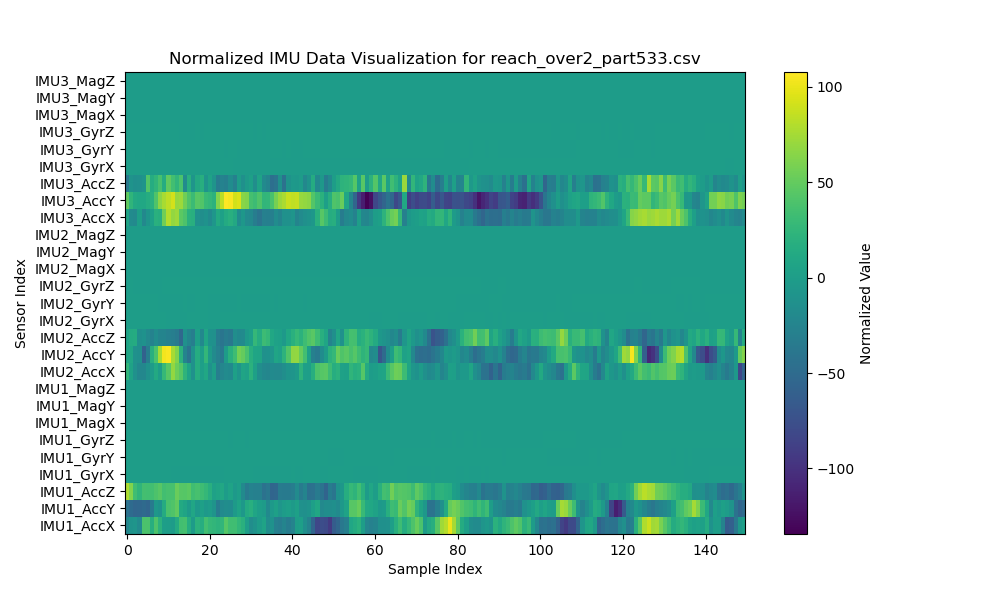 Normalized IMU Data Visualization for reach_over2_part533.csv
IMU3_MagZ
IMU3_MagY
IMU3_MagX
IMU3_GyrZ
IMU3_GyrY
IMU3_GyrX
IMU3_AccZ
IMU3_AccY
IMU3_AccX
IMU2_MagZ
IMU2_MagY
IMU2_MagX
IMU2_GyrZ
IMU2_GyrY
IMU2_GyrX
IMU2_AccZ
IMU2_AccY
IMU2_AccX
IMU1_MagZ
IMU1_MagY
IMU1_MagX
IMU1_GyrZ
IMU1_GyrY
IMU1_GyrX
IMU1_AccZ
IMU1_AccY
IMU1_AccX
Sensor Index
0 20 40 60 80 100 120 140
Sample Index
100
50
0
−50
−100
Normalized Value